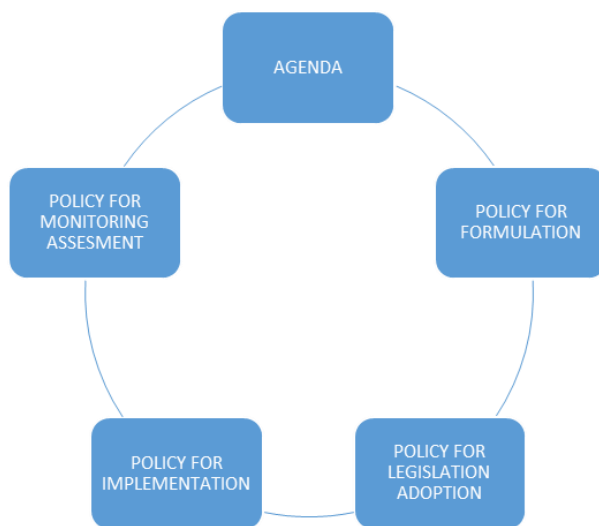 AGENDA
POLICY FOR
FORMULATION
POLICY FOR
LEGISLATION
ADOPTION
POLICY FOR
IMPLEMENTATION
POLICY FOR
MONITORING
ASSESMENT